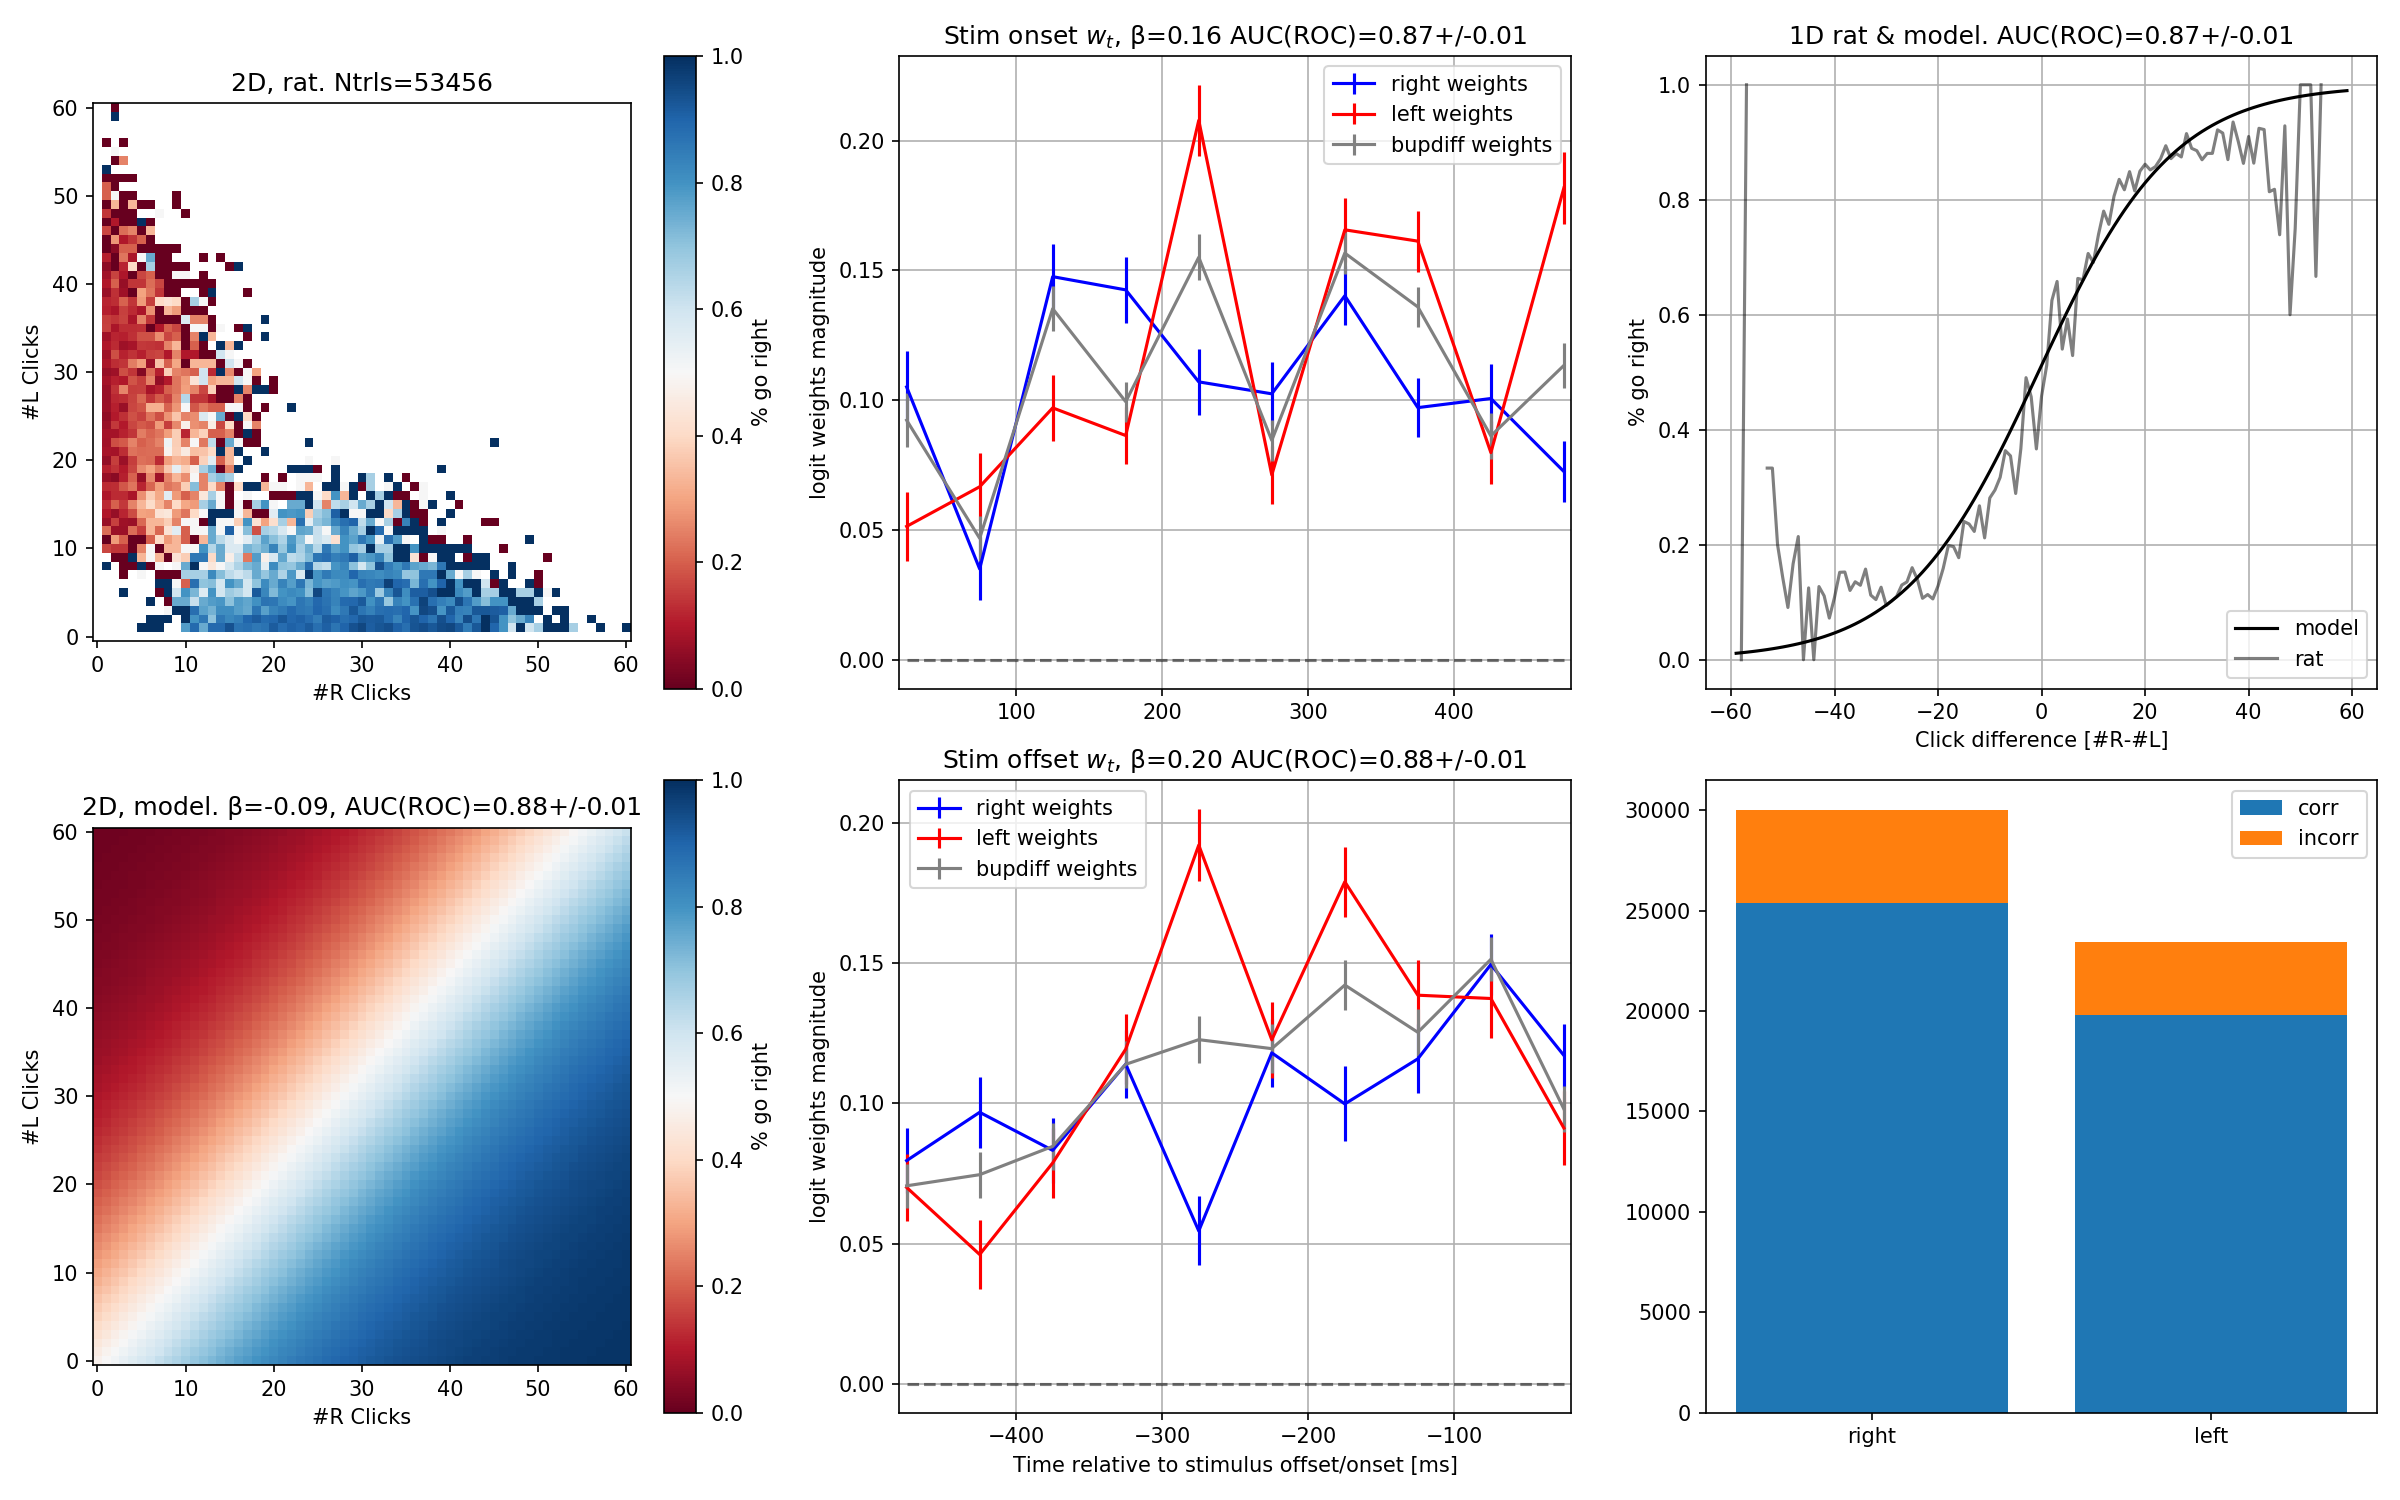 2D, rat. Ntrls=53456
60
50
40
30
20
10
0
#L Clicks
0 10 20 30 40 50 60
#R Clicks
1.0
0.8
0.6
0.4
0.2
0.0
% go right
Stim onset wₜ, β=0.16 AUC(ROC)=0.87+/-0.01
right weights
left weights
bupdiff weights
0.20
0.15
0.10
0.05
0.00
logit weights magnitude
100 200 300 400
1D rat & model. AUC(ROC)=0.87+/-0.01
1.0
0.8
0.6
0.4
0.2
0.0
% go right
model
rat
−60 −40 −20 0 20 40 60
Click difference [#R-#L]
2D, model. β=-0.09, AUC(ROC)=0.88+/-0.01
60
50
40
30
20
10
0
#L Clicks
0 10 20 30 40 50 60
#R Clicks
1.0
0.8
0.6
0.4
0.2
0.0
% go right
Stim offset wₜ, β=0.20 AUC(ROC)=0.88+/-0.01
right weights
left weights
bupdiff weights
0.20
0.15
0.10
0.05
0.00
logit weights magnitude
−400 −300 −200 −100
Time relative to stimulus offset/onset [ms]
corr
incorr
30000
25000
20000
15000
10000
5000
0
right left